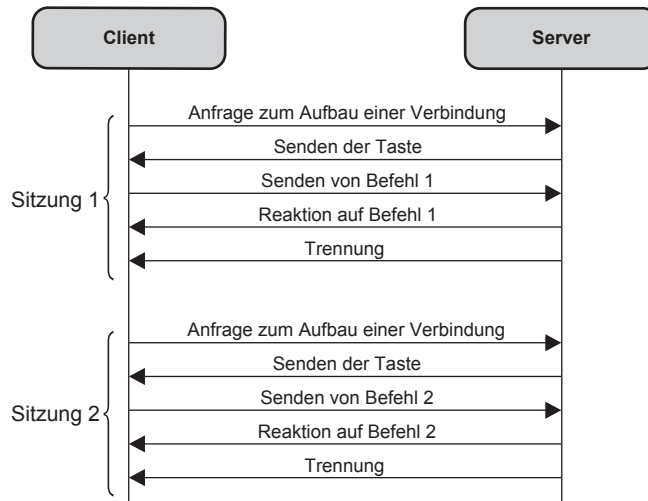 Client
Server
Anfrage zum Aufbau einer Verbindung
Senden der Taste
Senden von Befehl 1
Sitzung 1
Reaktion auf Befehl 1
Trennung
Anfrage zum Aufbau einer Verbindung
Senden der Taste
Senden von Befehl 2
Sitzung 2
Reaktion auf Befehl 2
Trennung